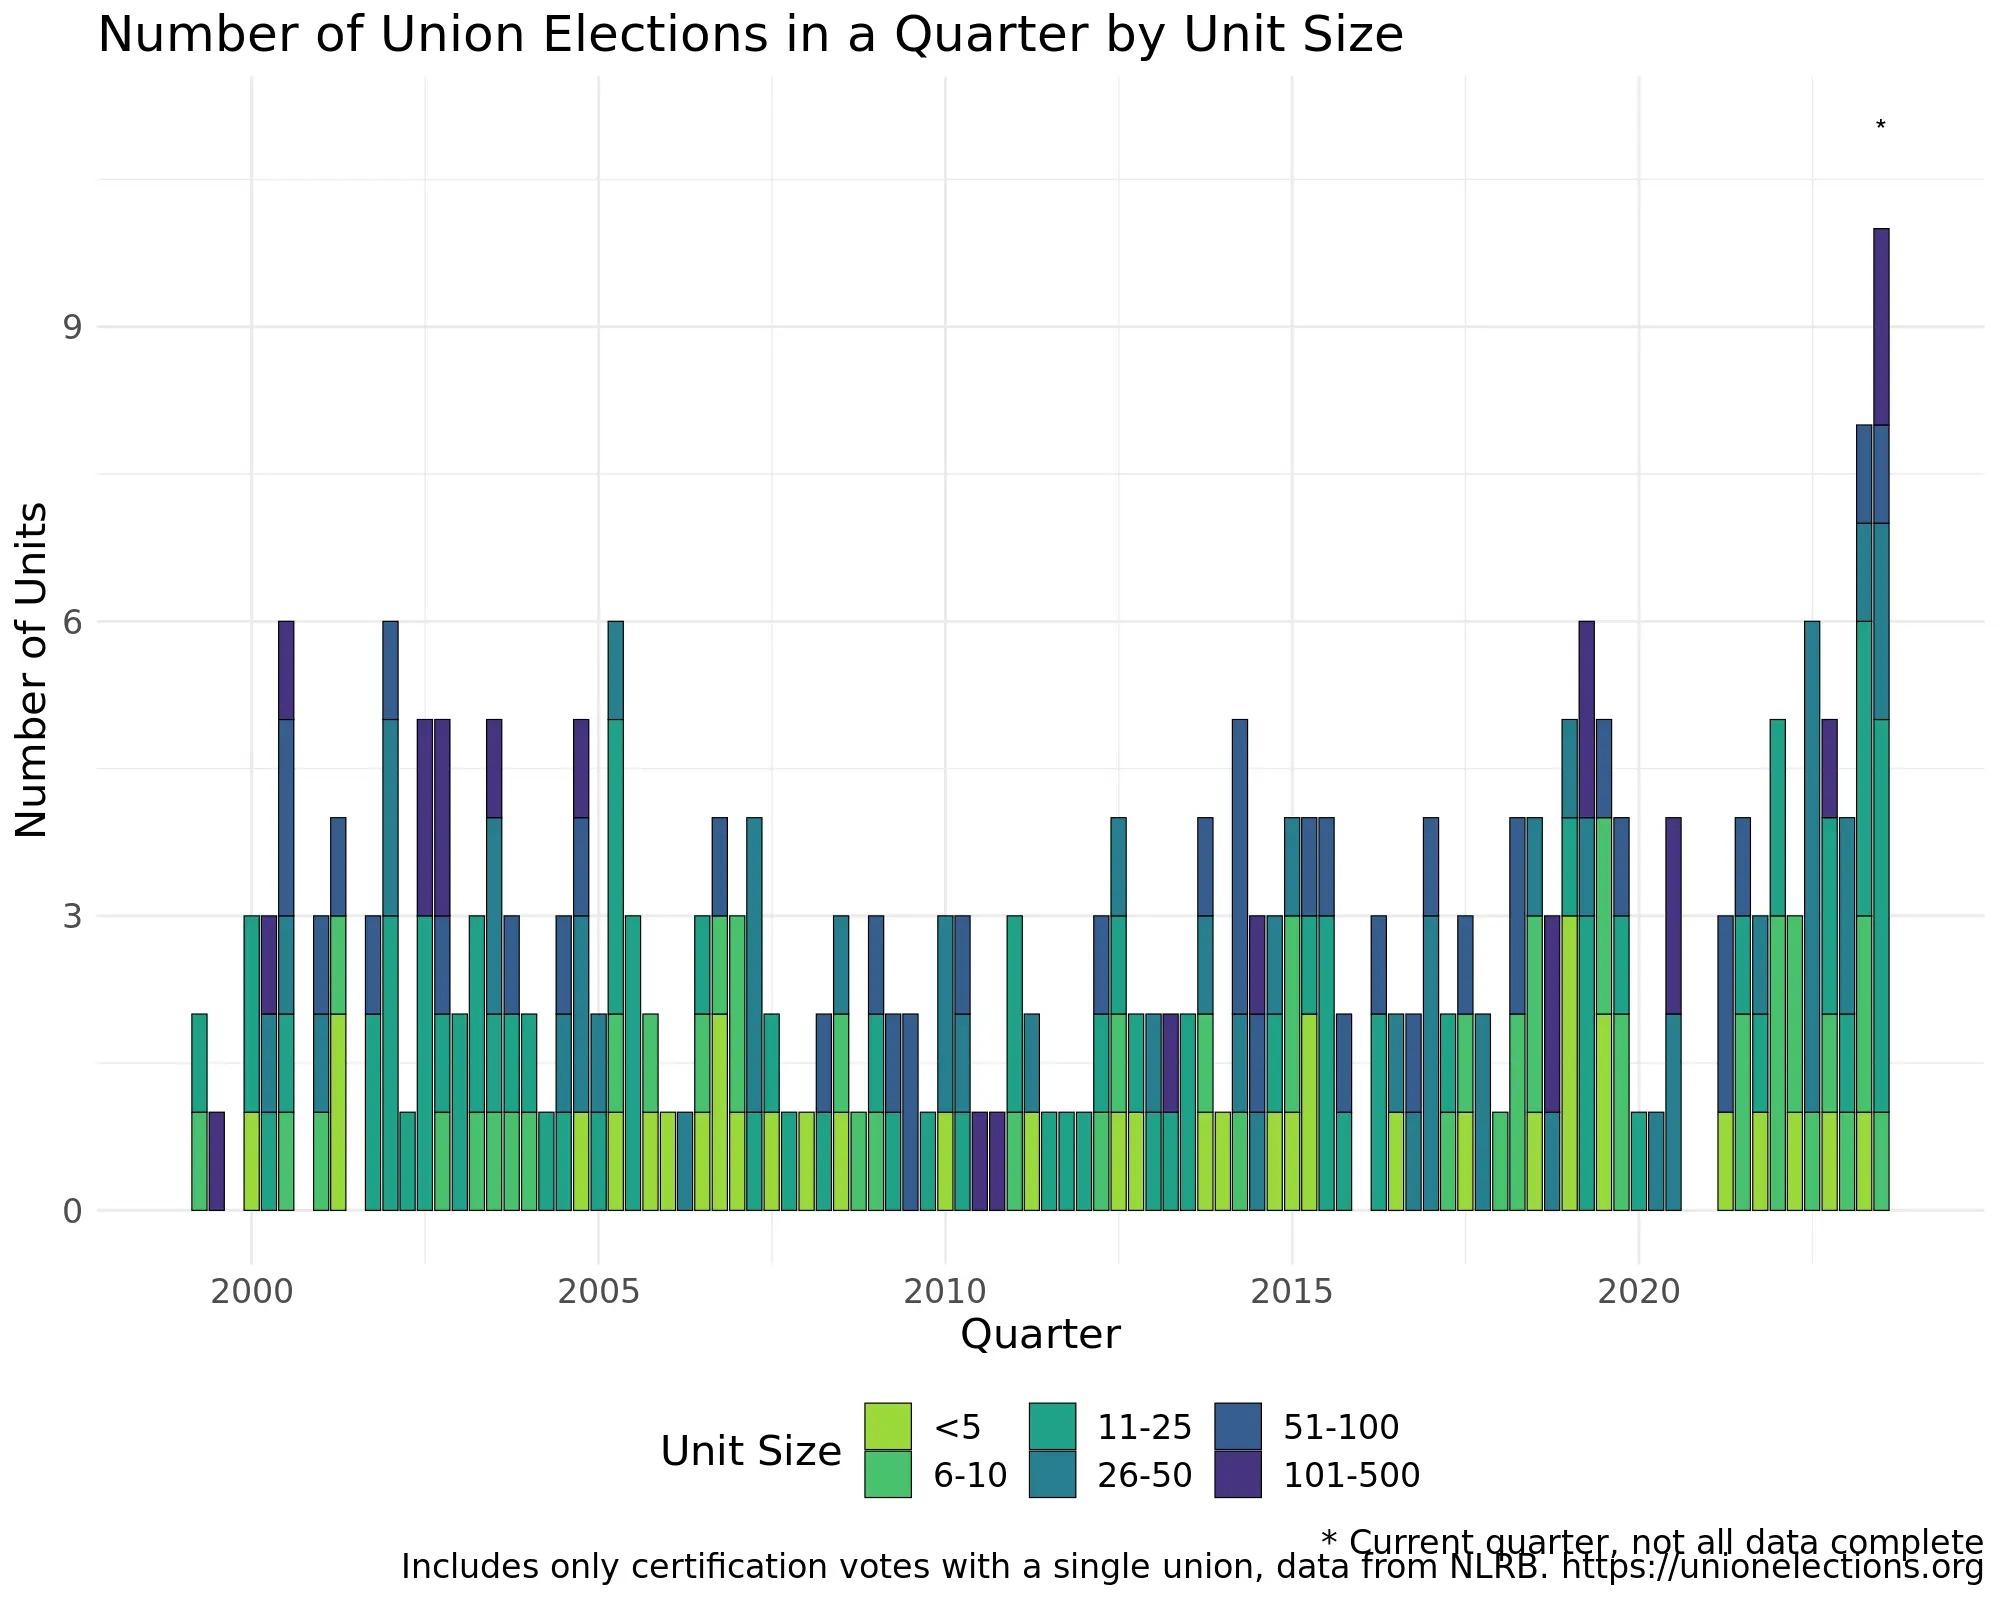 Number of Union Elections in a Quarter by Unit Size
*
9
6
3
0
Number of Units
2000 2005 2010 2015 2020
Quarter
Unit Size
<5 11-25 51-100
6-10 26-50 101-500
* Current quarter, not all data complete
Includes only certification votes with a single union, data from NLRB. https://unionelections.org